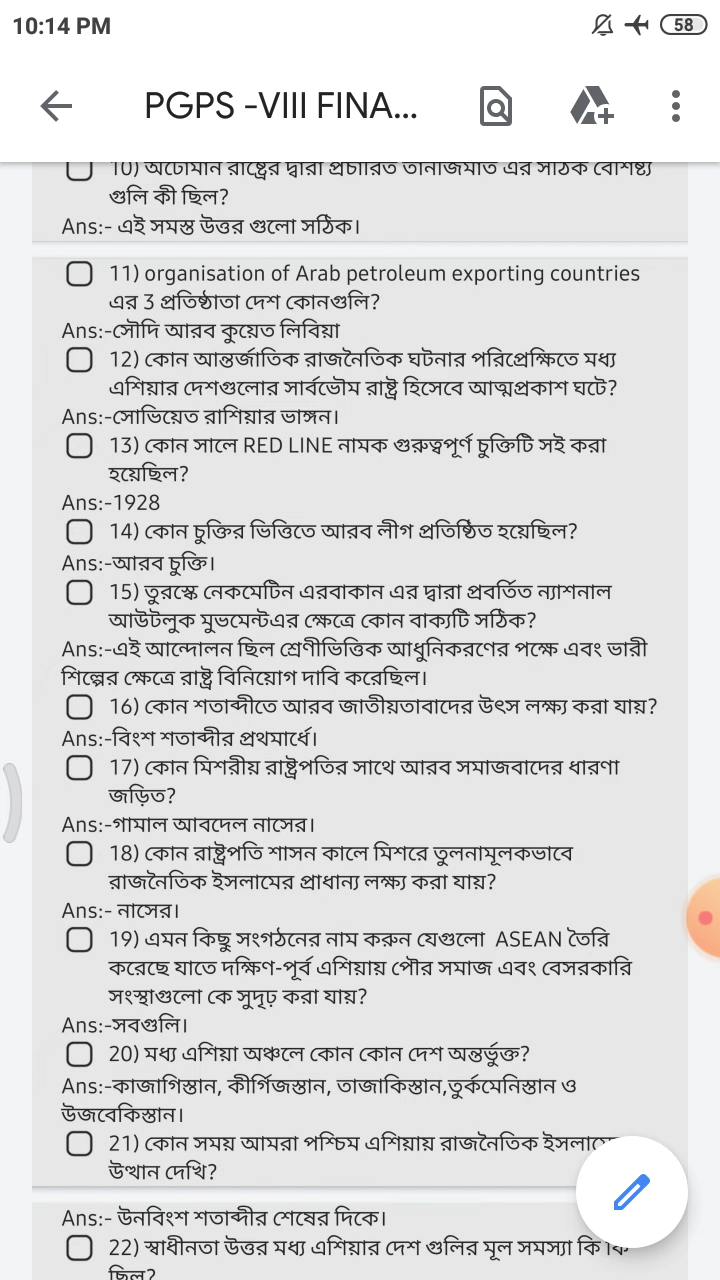 10:14 PM
58
PGPS -VIII FINA...
10) অটোমান রাষ্ট্রের দ্বারা প্রচারিত তানজিমাত এর সঠিক বৈশিষ্ট্য
গুলি কী ছিল?
Ans:- এই সমস্ত উত্তর গুলো সঠিক।
11) organisation of Arab petroleum exporting countries
এর 3 প্রতিষ্ঠাতা দেশ কোনগুলি?
Ans:-সৌদি আরব কুয়েত লিবিয়া
12) কোন আন্তর্জাতিক রাজনৈতিক ঘটনার পরিপ্রেক্ষিতে মধ্য
এশিয়ার দেশগুলোর সার্বভৌম রাষ্ট্র হিসেবে আত্মপ্রকাশ ঘটে?
Ans:-সোভিয়েত রাশিয়ার ভাঙ্গন।
13) কোন সালে RED LINE নামক গুরুত্বপূর্ণ চুক্তিটি সই করা
হয়েছিল?
Ans:-1928
14) কোন চুক্তির ভিত্তিতে আরব লীগ প্রতিষ্ঠিত হয়েছিল?
Ans:-আরব চুক্তি।
15) তুরস্কে নেকমেটিন এরবাকান এর দ্বারা প্রবর্তিত ন্যাশনাল
আউটলুক মুভমেন্টএর ক্ষেত্রে কোন বাক্যটি সঠিক?
Ans:-এই আন্দোলন ছিল শ্রেণীভিত্তিক আধুনিকরণের পক্ষে এবং ভারী
শিল্পের ক্ষেত্রে রাষ্ট্র বিনিয়োগ দাবি করেছিল।
16) কোন শতাব্দীতে আরব জাতীয়তাবাদের উৎস লক্ষ্য করা যায়?
Ans:-বিংশ শতাব্দীর প্রথমার্ধে।
17) কোন মিশরীয় রাষ্ট্রপতির সাথে আরব সমাজবাদের ধারণা
জড়িত?
Ans:-গামাল আবদেল নাসের।
18) কোন রাষ্ট্রপতি শাসন কালে মিশরে তুলনামূলকভাবে
রাজনৈতিক ইসলামের প্রাধান্য লক্ষ্য করা যায়?
Ans:- নাসের।
19) এমন কিছু সংগঠনের নাম করুন যেগুলো ASEAN তৈরি
করেছে যাতে দক্ষিণ-পূর্ব এশিয়ায় পৌর সমাজ এবং বেসরকারি
সংস্থাগুলো কে সুদৃঢ় করা যায়?
Ans:-সবগুলি।
20) মধ্য এশিয়া অঞ্চলে কোন কোন দেশ অন্তর্ভুক্ত?
Ans:-কাজাগিস্তান, কীর্গিজস্তান, তাজাকিস্তান,তুর্কমেনিস্তান ও
উজবেকিস্তান।
21) কোন সময় আমরা পশ্চিম এশিয়ায় রাজনৈতিক
উত্থান দেখি?
Ans:- উনবিংশ শতাব্দীর শেষের দিকে।
22) স্বাধীনতা উত্তর মধ্য এশিয়ার দেশ গুলির মূল সমস্যা কি কি
ছিল?